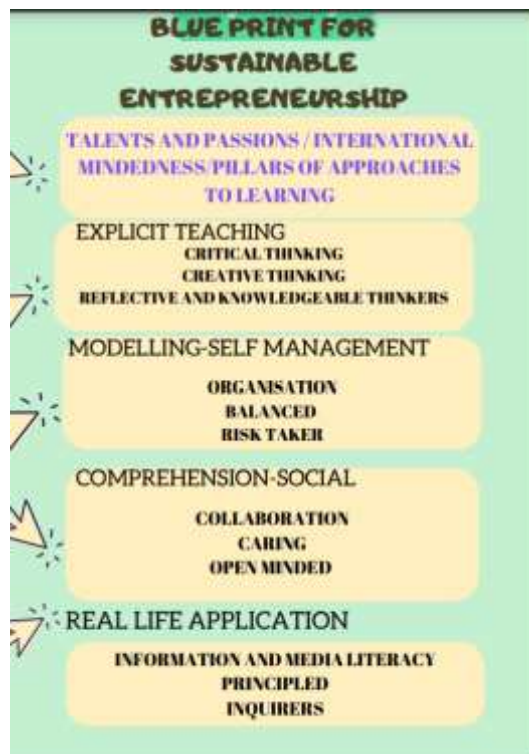 BLUE PRINT FOR
SUSTAINABLE
ENTREPRENEURSHIP
TALENTS AND PASSIONS / INTERNATIONAL
MINDEDNESS/PILLARS OF APPROACHES
TO LEARNING
EXPLICIT TEACHING
CRITICAL THINKING
CREATIVE THINKING
REFLECTIVE AND KNOWLEDGEABLE THINKERS
MODELLING-SELF MANAGEMENT
ORGANISATION
BALANCED
RISK TAKER
COMPREHENSION-SOCIAL
COLLABORATION
CARING
OPEN MINDED
REAL LIFE APPLICATION
INFORMATION AND MEDIA LITERACY
PRINCIPLED
INQUIRERS